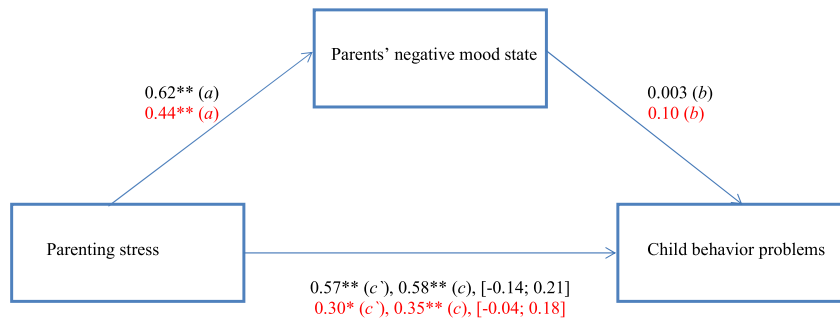 Parents’ negative mood state
0.62** (a)
0.44** (a)
0.003 (b)
0.10 (b)
Parenting stress
Child behavior problems
0.57** (c`), 0.58** (c), [-0.14; 0.21]
0.30* (c`), 0.35** (c), [-0.04; 0.18]